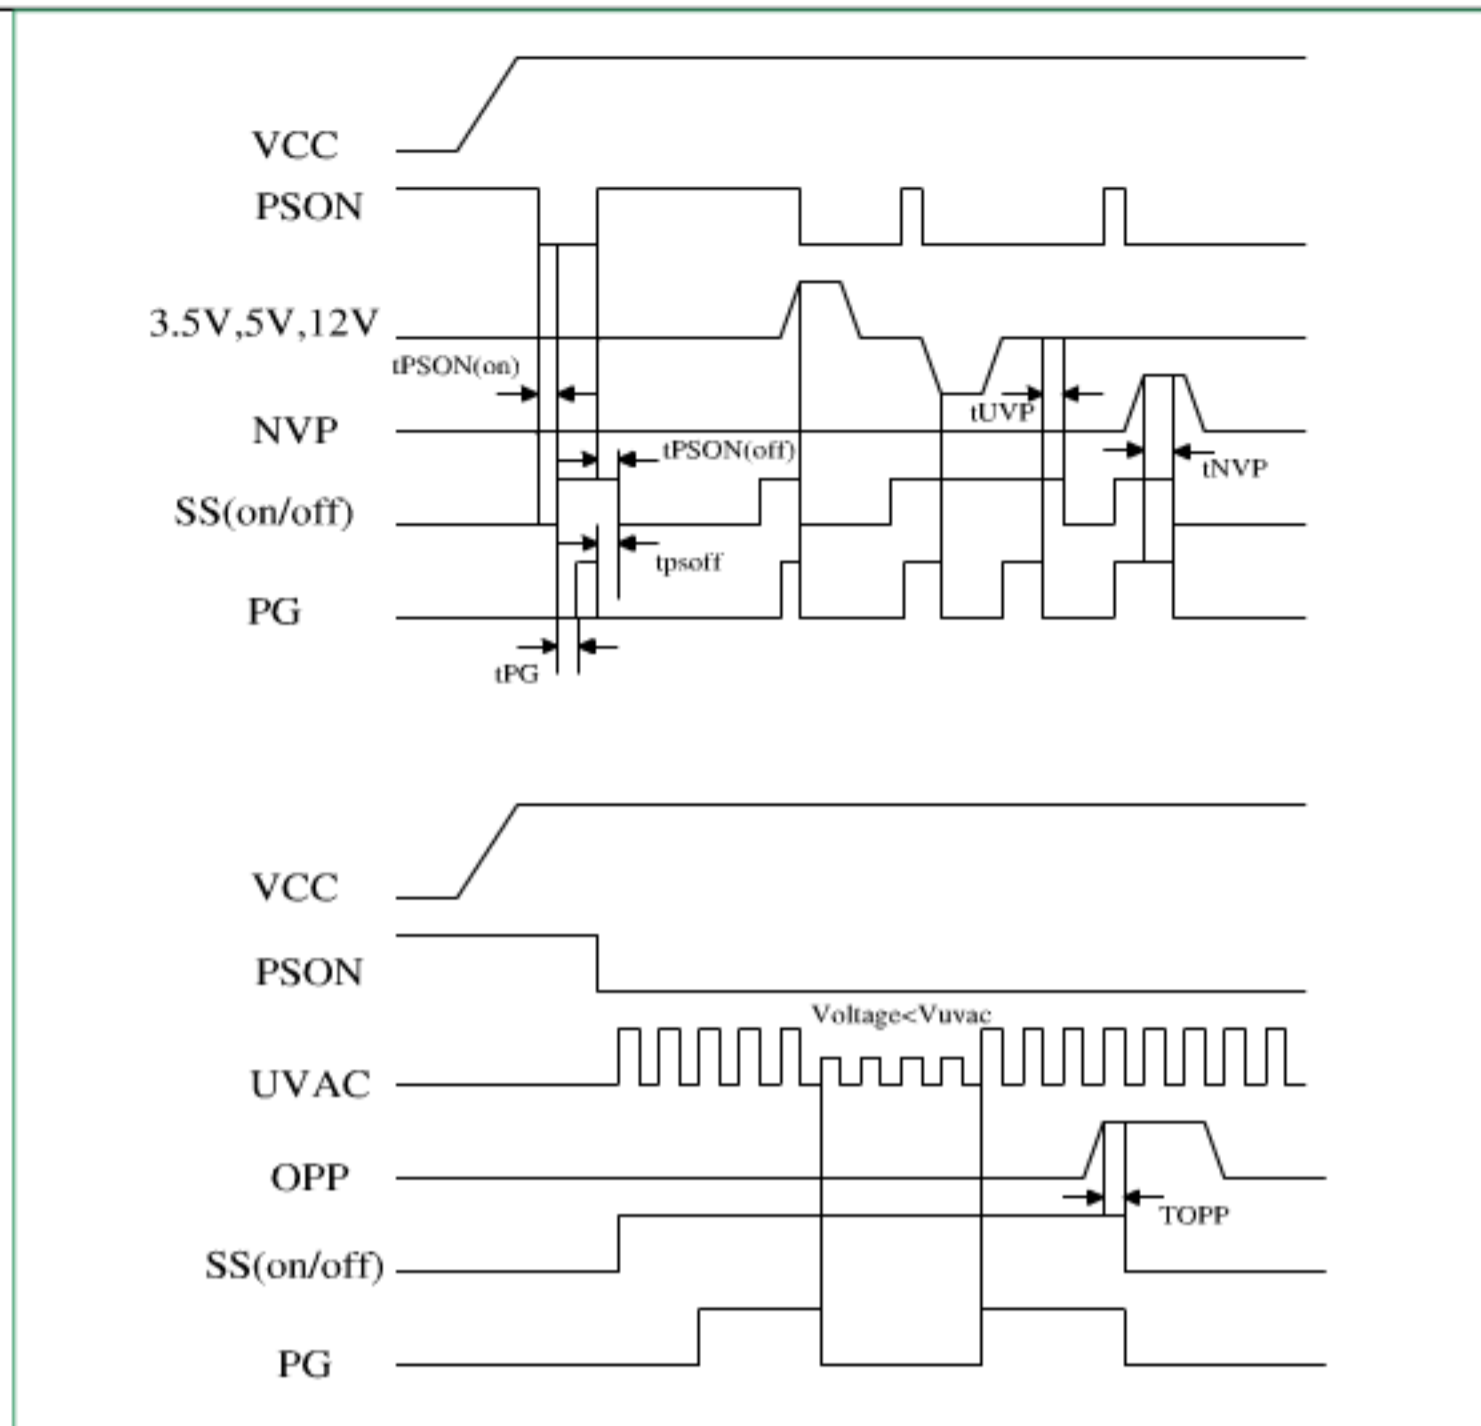 VCC
PSON
3.5V,5V,12V
tPSON(on)
tUVP
NVP
tPSON(off)
tNVP
SS(on/off)
tpsoff
PG
tPG
VCC
PSON
Voltage<Vuvac
UVAC
OPP
TOPP
SS(on/off)
PG